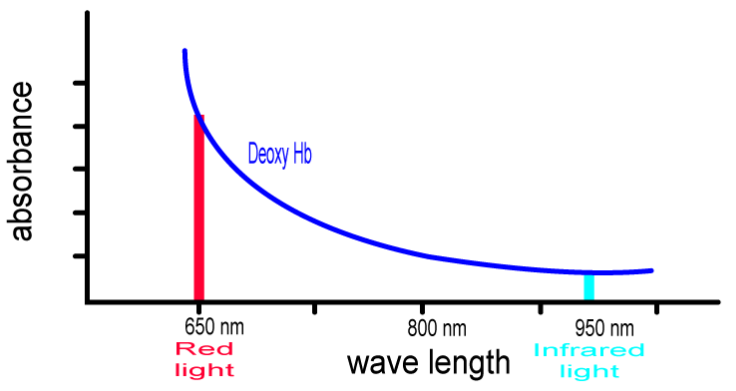 absorbance
Deoxy Hb
650 nm
800 nm
950 nm
Red
light
wave length
Infrared
light